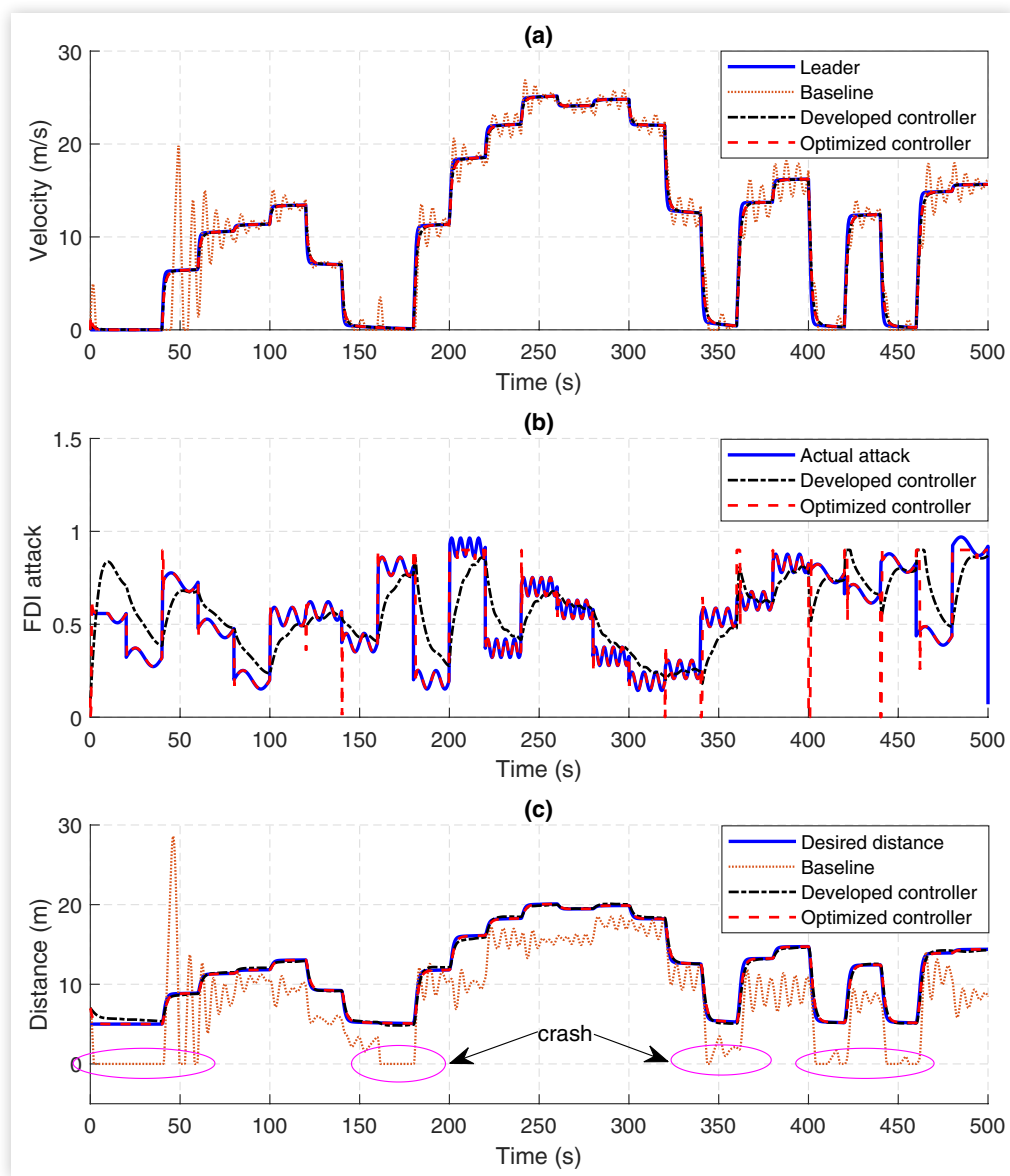 (a)
30
20
10
0
Velocity (m/s)
Leader
Baseline
Developed controller
Optimized controller
0 50 100 150 200 250 300 350 400 450 500
Time (s)
(b)
1.5
1
0.5
0
FDI attack
Actual attack
Developed controller
Optimized controller
0 50 100 150 200 250 300 350 400 450 500
Time (s)
(c)
30
20
10
0
Distance (m)
Desired distance
Baseline
Developed controller
Optimized controller
crash
0 50 100 150 200 250 300 350 400 450 500
Time (s)